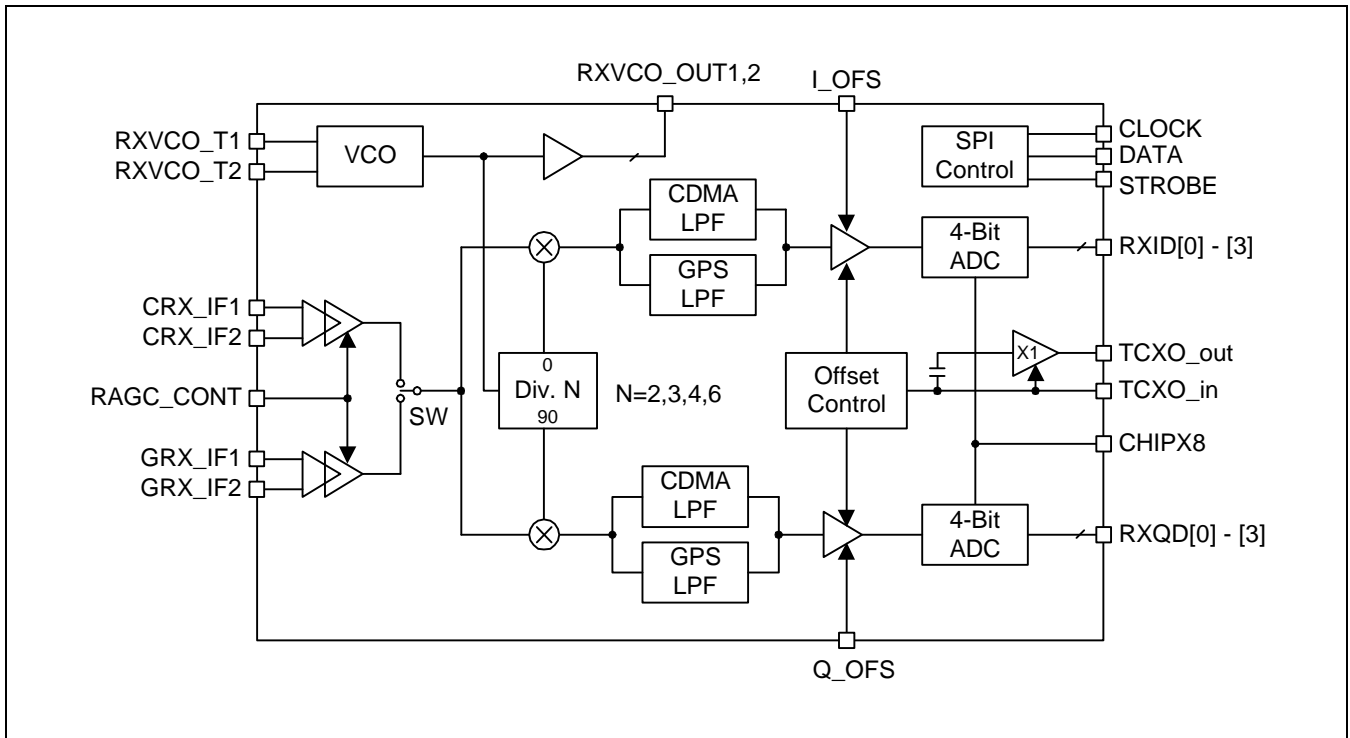 RXVCO_OUT1,2
I_OFS
RXVCO_T1
RXVCO_T2
VCO
SPI
Control
CLOCK
DATA
STROBE
CDMA
LPF
GPS
LPF
4-Bit
ADC
RXID[0] - [3]
CRX_IF1
CRX_IF2
RAGC_CONT
GRX_IF1
GRX_IF2
SW
0
Div. N
90
N=2,3,4,6
Offset
Control
X1
TCXO_out
TCXO_in
CHIPX8
CDMA
LPF
GPS
LPF
4-Bit
ADC
RXQD[0] - [3]
Q_OFS